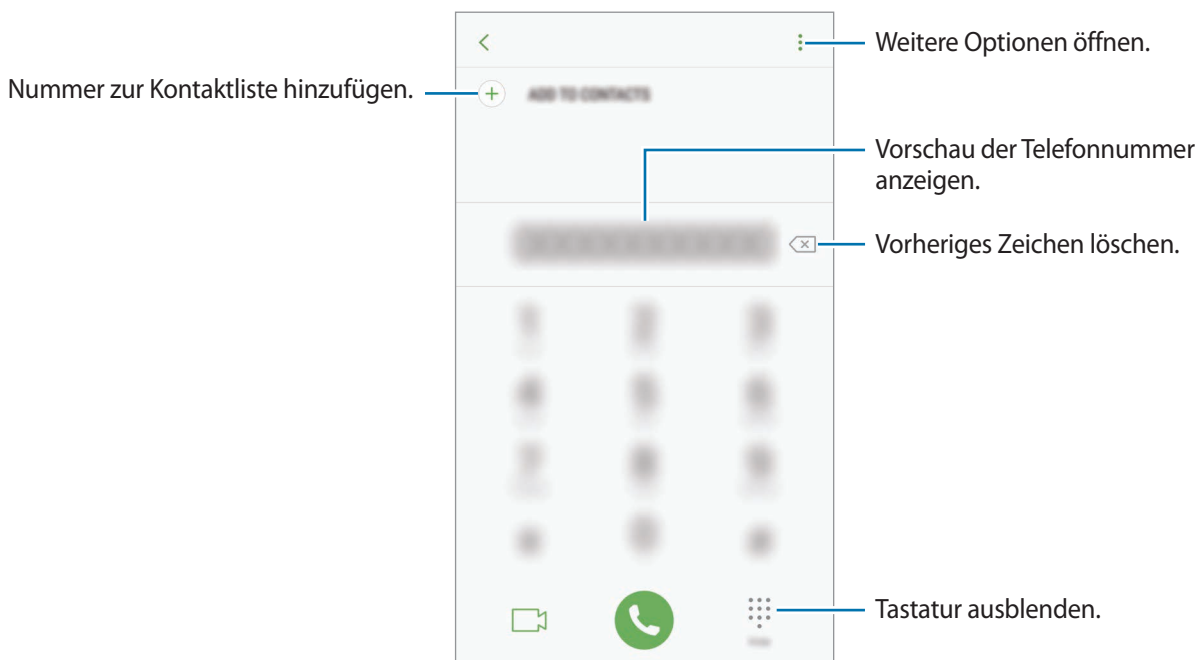 Weitere Optionen öffnen.
Nummer zur Kontaktliste hinzufügen.
ADD TO CONTACTS
Vorschau der Telefonnummer
anzeigen.
Vorheriges Zeichen löschen.
Tastatur ausblenden.